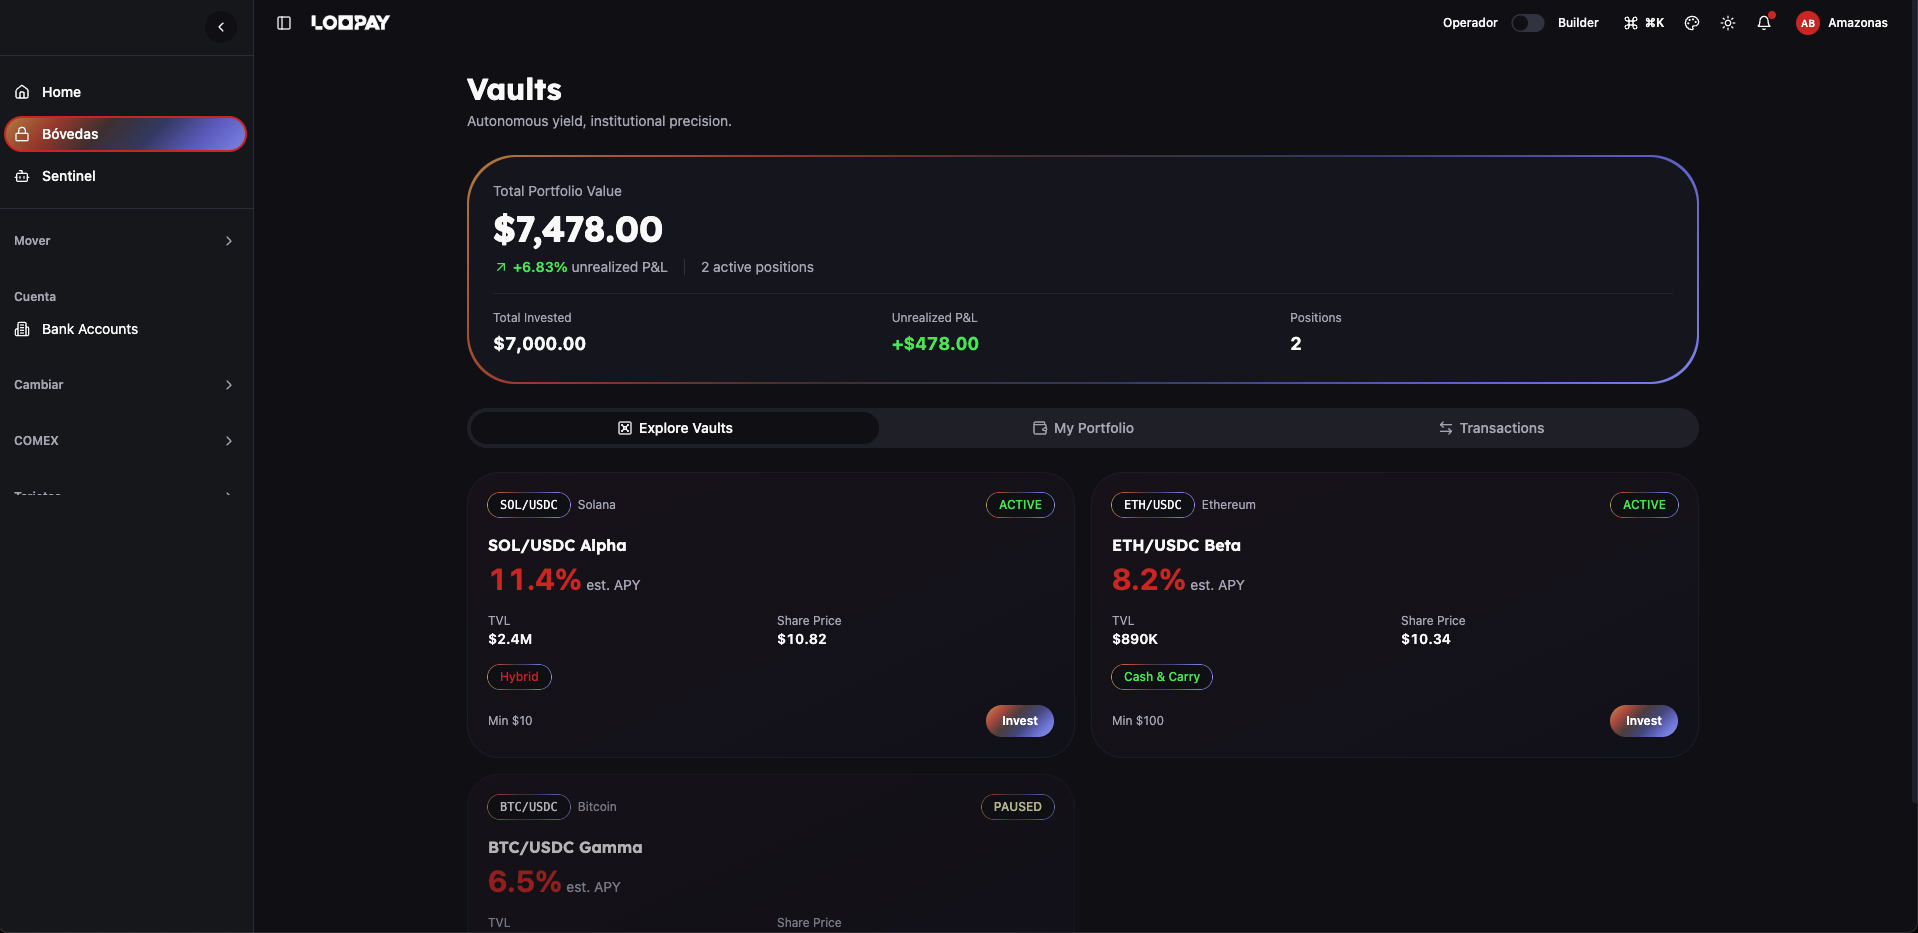 LOOPAY
Operador
Builder
⌘K
AB
Amazonas
Home
Bóvedas
Sentinel
Mover
Cuenta
Bank Accounts
Cambiar
COMEX
Tarjetas
Vaults
Autonomous yield, institutional precision.
Total Portfolio Value
$7,478.00
+6.83% unrealized P&L
2 active positions
Total Invested
Unrealized P&L
Positions
$7,000.00
+$478.00
2
Explore Vaults
My Portfolio
Transactions
SOL/USDC
Solana
ACTIVE
SOL/USDC Alpha
11.4% est. APY
TVL
Share Price
$2.4M
$10.82
Hybrid
Min $10
Invest
ETH/USDC
Ethereum
ACTIVE
ETH/USDC Beta
8.2% est. APY
TVL
Share Price
$890K
$10.34
Cash & Carry
Min $100
Invest
BTC/USDC
Bitcoin
PAUSED
BTC/USDC Gamma
6.5% est. APY
TVL
Share Price